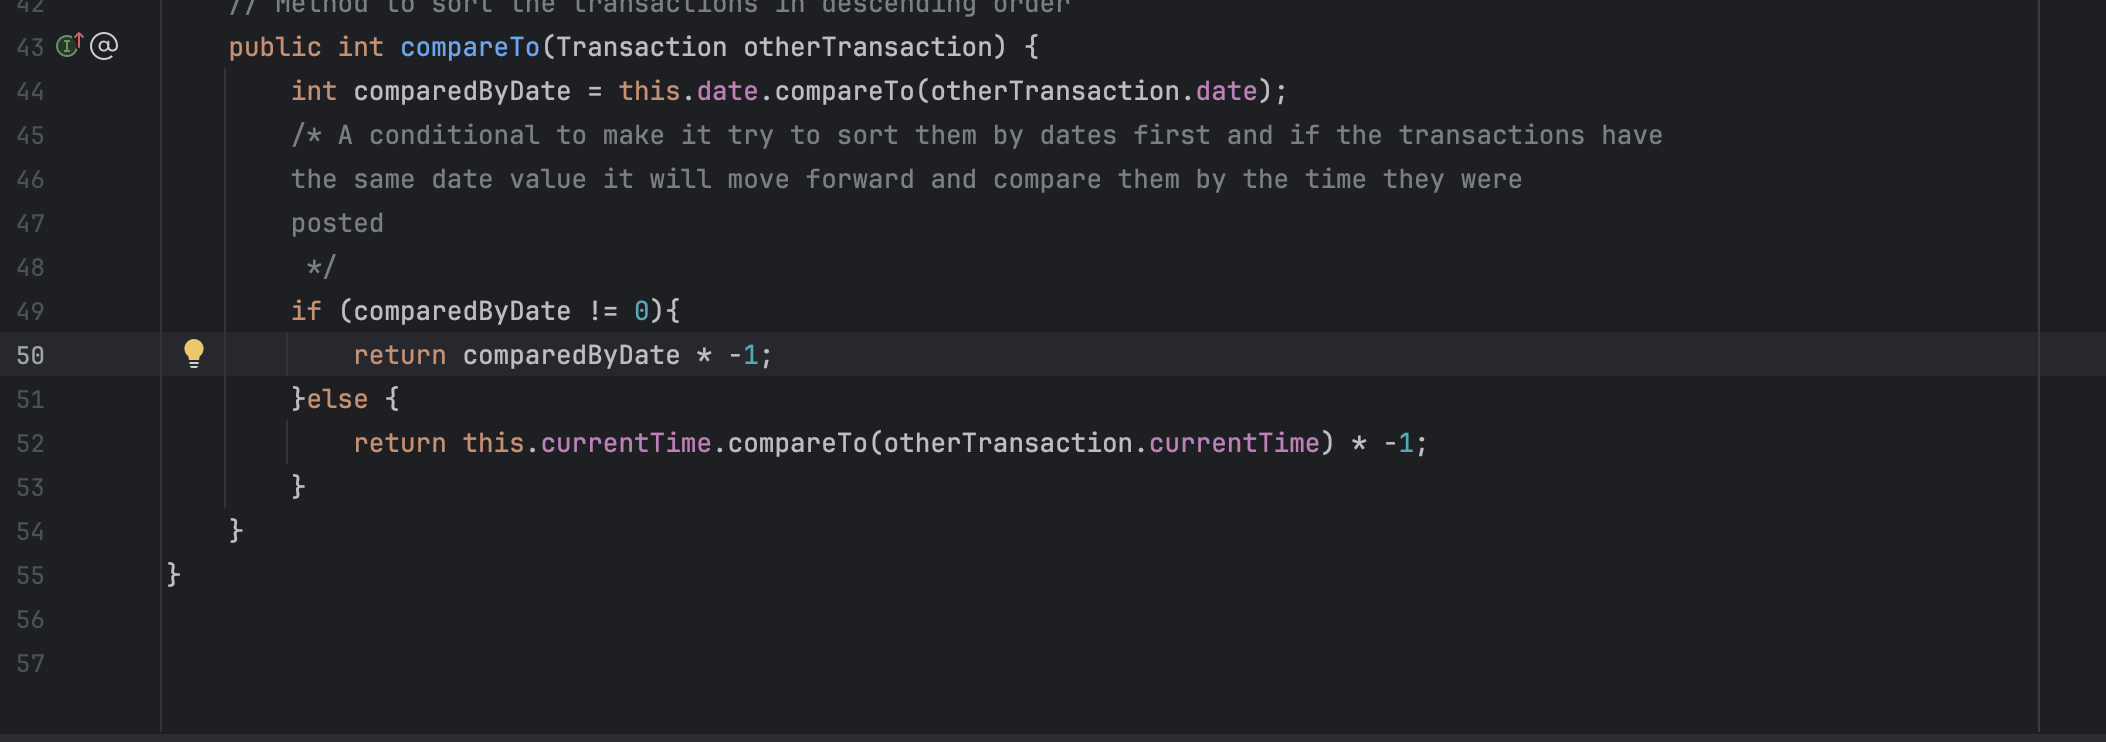 42 // Method to sort the transactions in descending order
43 @ public int compareTo(Transaction otherTransaction) {
44 int comparedByDate = this.date.compareTo(otherTransaction.date);
45 /* A conditional to make it try to sort them by dates first and if the transactions have
46 the same date value it will move forward and compare them by the time they were
47 posted
48 */
49 if (comparedByDate != 0){
50 return comparedByDate * -1;
51 }else {
52 return this.currentTime.compareTo(otherTransaction.currentTime) * -1;
53 }
54 }
55 }
56
57